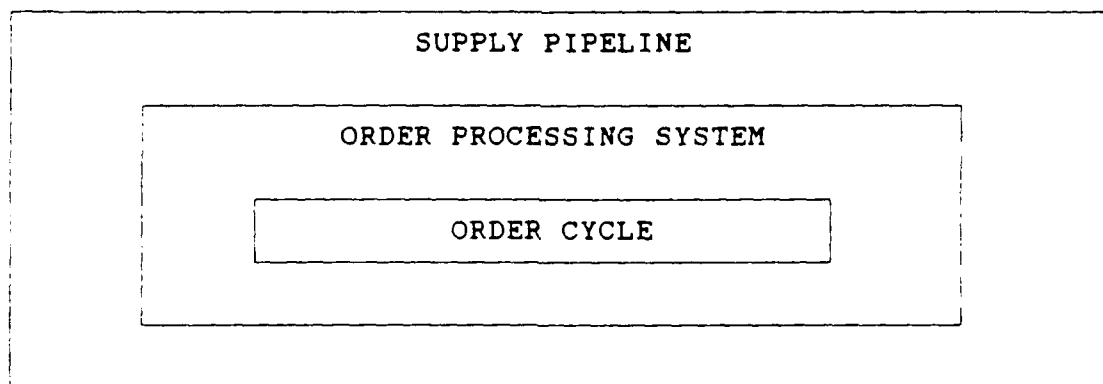 SUPPLY PIPELINE
ORDER PROCESSING SYSTEM
ORDER CYCLE